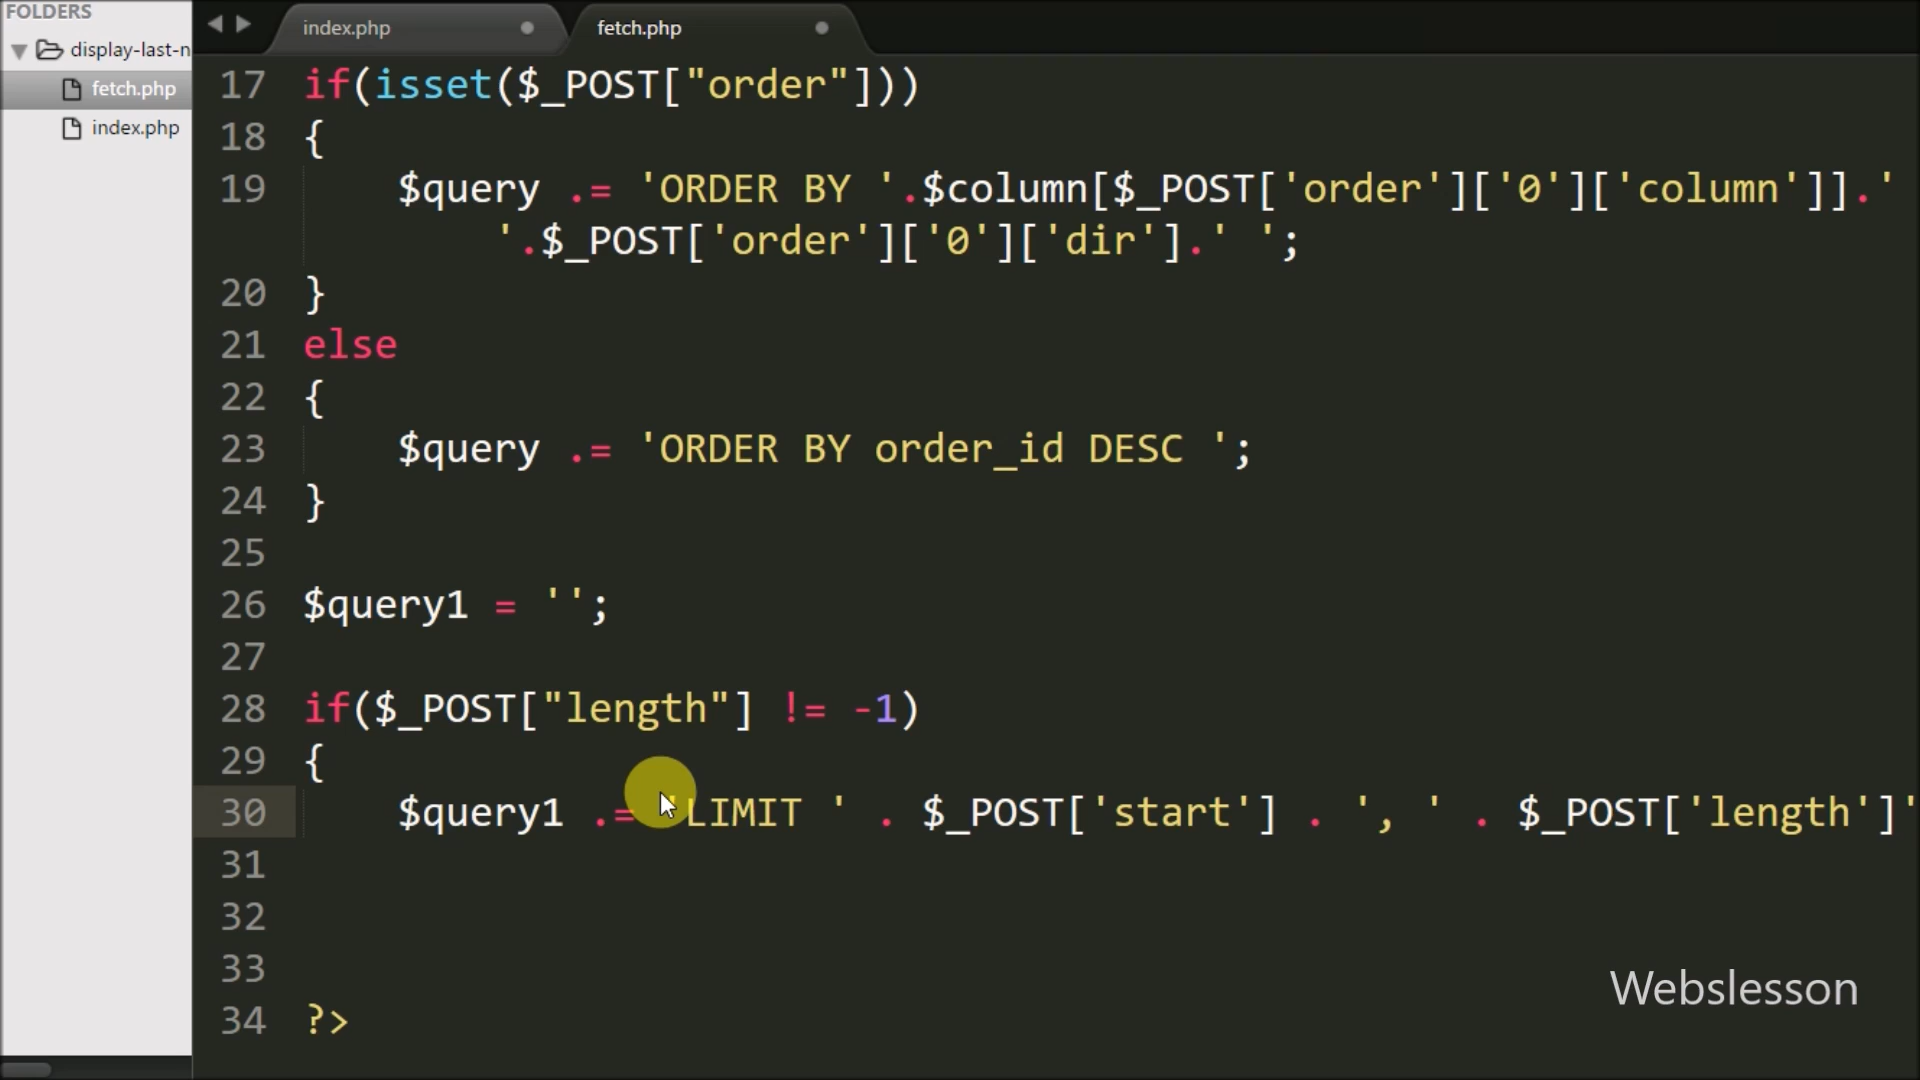 FOLDERS
display-last-n
fetch.php
index.php
index.php
fetch.php
17 if(isset($_POST["order"]))
18 {
19 $query .= 'ORDER BY '.$column[$_POST['order']['0']['column']].'
'.$_POST['order']['0']['dir'].' ';
20 }
21 else
22 {
23 $query .= 'ORDER BY order_id DESC ';
24 }
25
26 $query1 = '';
27
28 if($_POST["length"] != -1)
29 {
30 $query1 .= 'LIMIT ' . $_POST['start'] . ', ' . $_POST['length']'
31
32
33
34 ?>
Webslesson